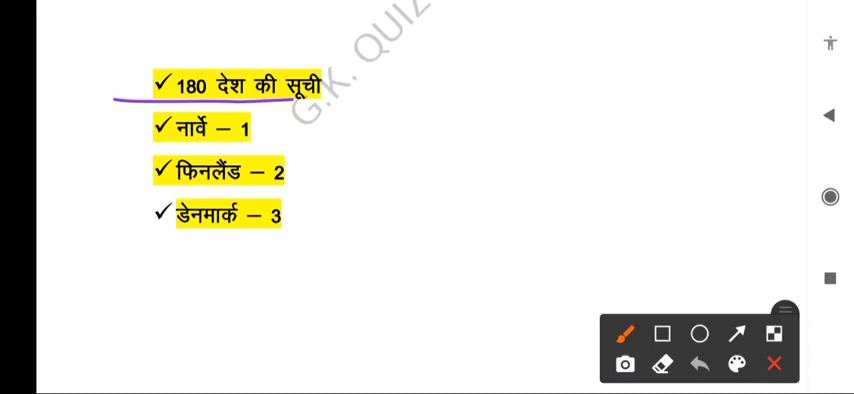 G.K. QUIZ
✓ 180 देश की सूची
✓ नार्वे – 1
✓ फिनलैंड – 2
✓ डेनमार्क – 3